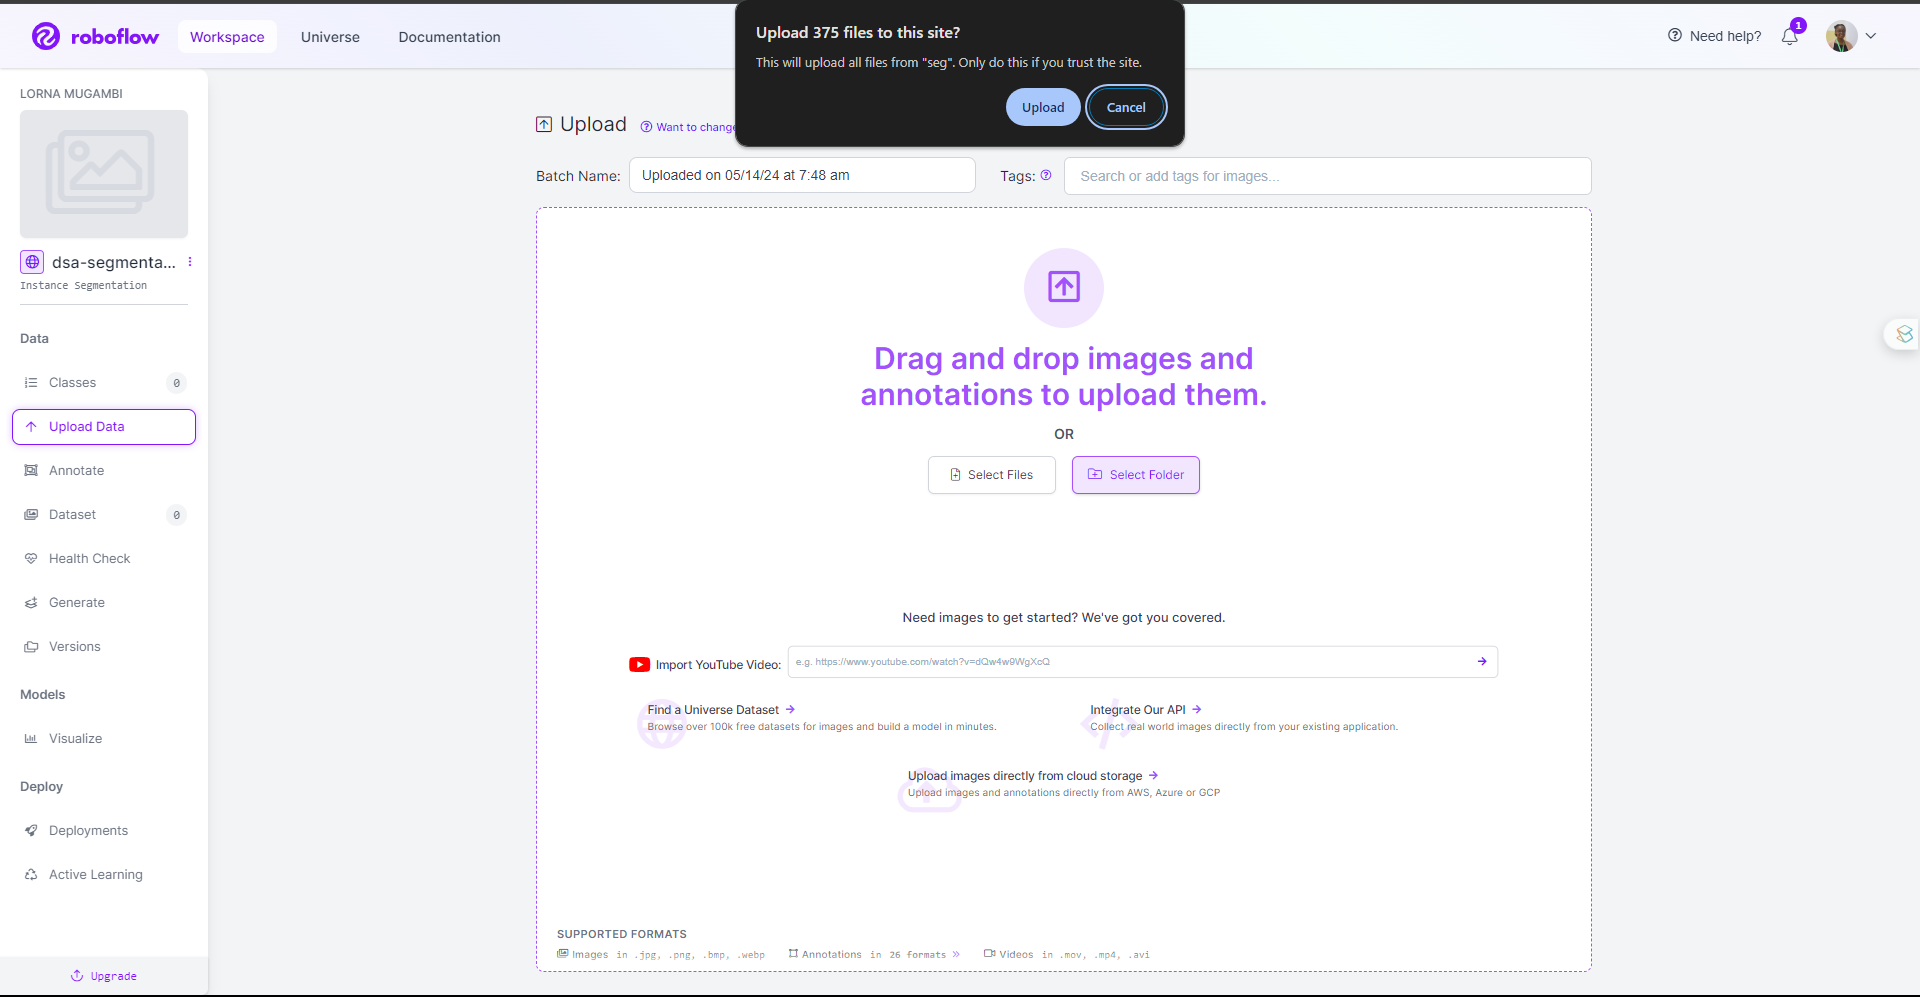 roboflow
Workspace
Universe
Documentation
Upload 375 files to this site?
This will upload all files from "seg". Only do this if you trust the site.
Upload
Cancel
Need help?
1
LORNA MUGAMBI
dsa-segmenta...
Instance Segmentation
Data
Classes
0
Upload Data
Annotate
Dataset
0
Health Check
Generate
Versions
Models
Visualize
Deploy
Deployments
Active Learning
Upgrade
Upload
Want to change
Batch Name:
Uploaded on 05/14/24 at 7:48 am
Tags:
Search or add tags for images...
Drag and drop images and
annotations to upload them.
OR
Select Files
Select Folder
Need images to get started? We've got you covered.
Import YouTube Video:
e.g. https://www.youtube.com/watch?v=dQw4w9WgXcQ
Find a Universe Dataset
Browse over 100k free datasets for images and build a model in minutes.
Integrate Our API
Collect real world images directly from your existing application.
Upload images directly from cloud storage
Upload images and annotations directly from AWS, Azure or GCP
SUPPORTED FORMATS
Images in .jpg, .png, .bmp, .webp
Annotations in 26 formats »
Videos in .mov, .mp4, .avi